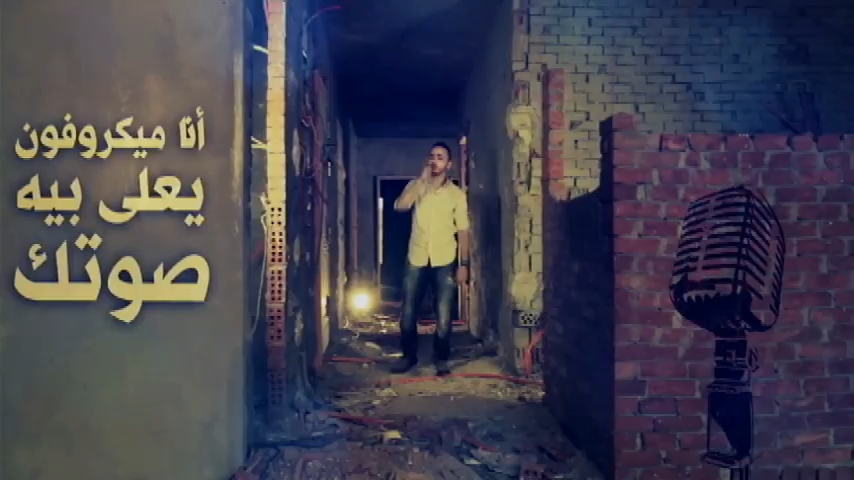 أنا ميكروفون
يعلى بيه
صوتك